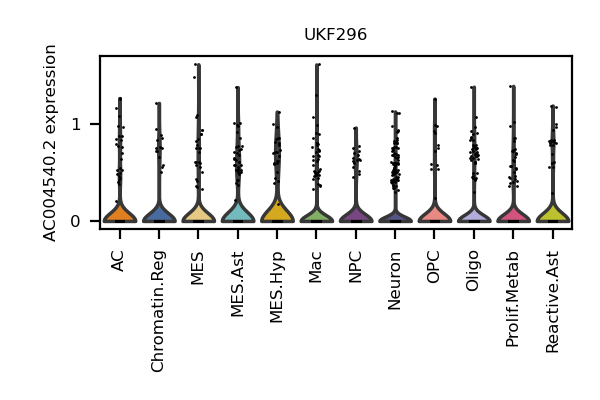 UKF296
AC004540.2 expression
1
0
AC
Chromatin.Reg
MES
MES.Ast
MES.Hyp
Mac
NPC
Neuron
OPC
Oligo
Prolif.Metab
Reactive.Ast